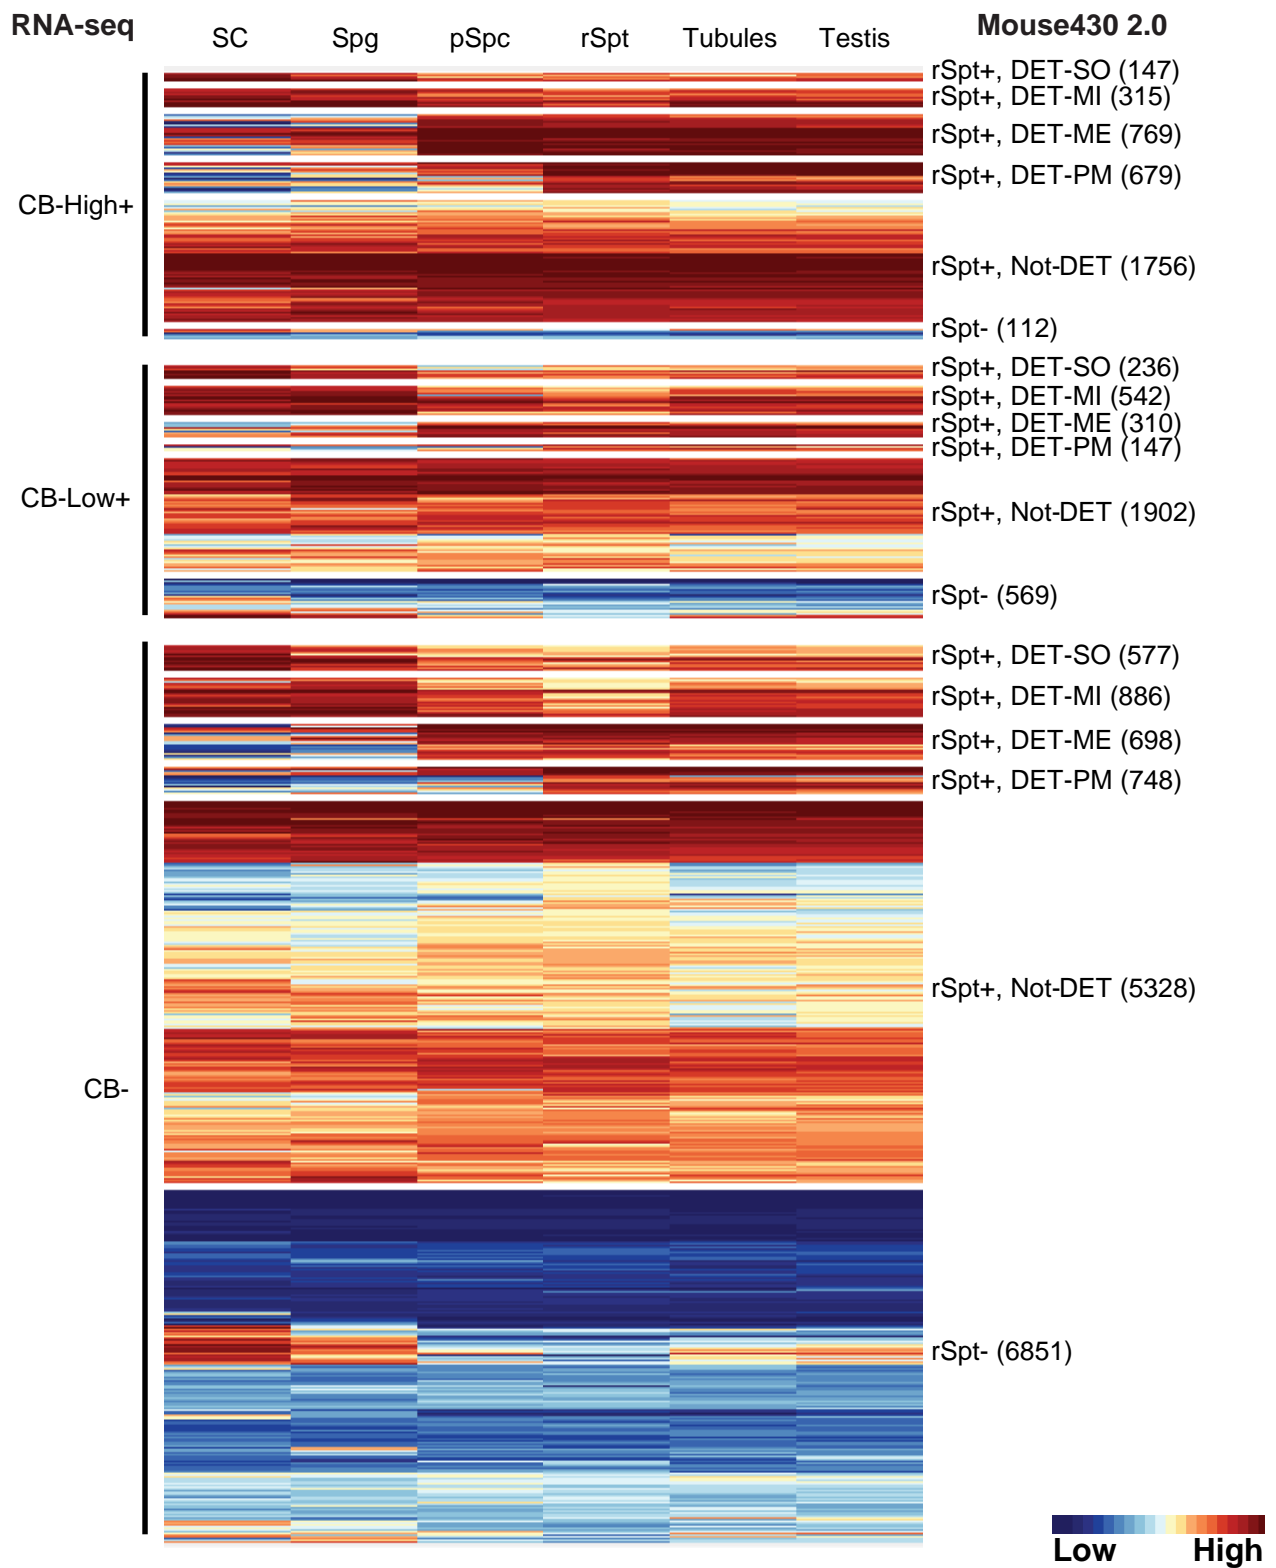 RNA-seq
SC Spg pSpc rSpt Tubules Testis
Mouse430 2.0
CB-High+
rSpt+, DET-SO (147)
rSpt+, DET-MI (315)
rSpt+, DET-ME (769)
rSpt+, DET-PM (679)
rSpt+, Not-DET (1756)
rSpt- (112)
CB-Low+
rSpt+, DET-SO (236)
rSpt+, DET-MI (542)
rSpt+, DET-ME (310)
rSpt+, DET-PM (147)
rSpt+, Not-DET (1902)
rSpt- (569)
CB-
rSpt+, DET-SO (577)
rSpt+, DET-MI (886)
rSpt+, DET-ME (698)
rSpt+, DET-PM (748)
rSpt+, Not-DET (5328)
rSpt- (6851)
Low High